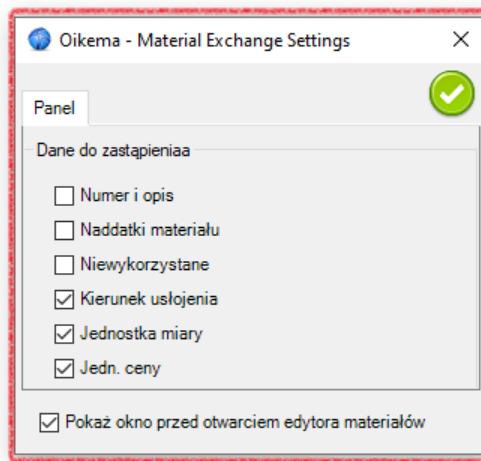 Oikema - Material Exchange Settings
Panel
Dane do zastąpieniaa
Numer i opis
Naddatki materiału
Niewykorzystane
Kierunek usłojenia
Jednostka miary
Jedn. ceny
Pokaż okno przed otwarciem edytora materiałów